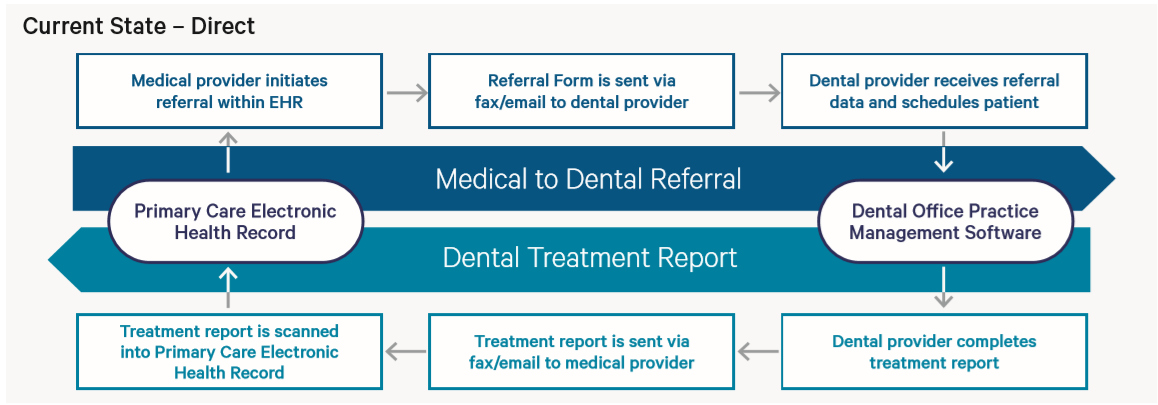 Current State – Direct
Medical provider initiates
referral within EHR
Referral Form is sent via
fax/email to dental provider
Dental provider receives referral
data and schedules patient
Medical to Dental Referral
Primary Care Electronic
Health Record
Dental Office Practice
Management Software
Dental Treatment Report
Treatment report is scanned
into Primary Care Electronic
Health Record
Treatment report is sent via
fax/email to medical provider
Dental provider completes
treatment report